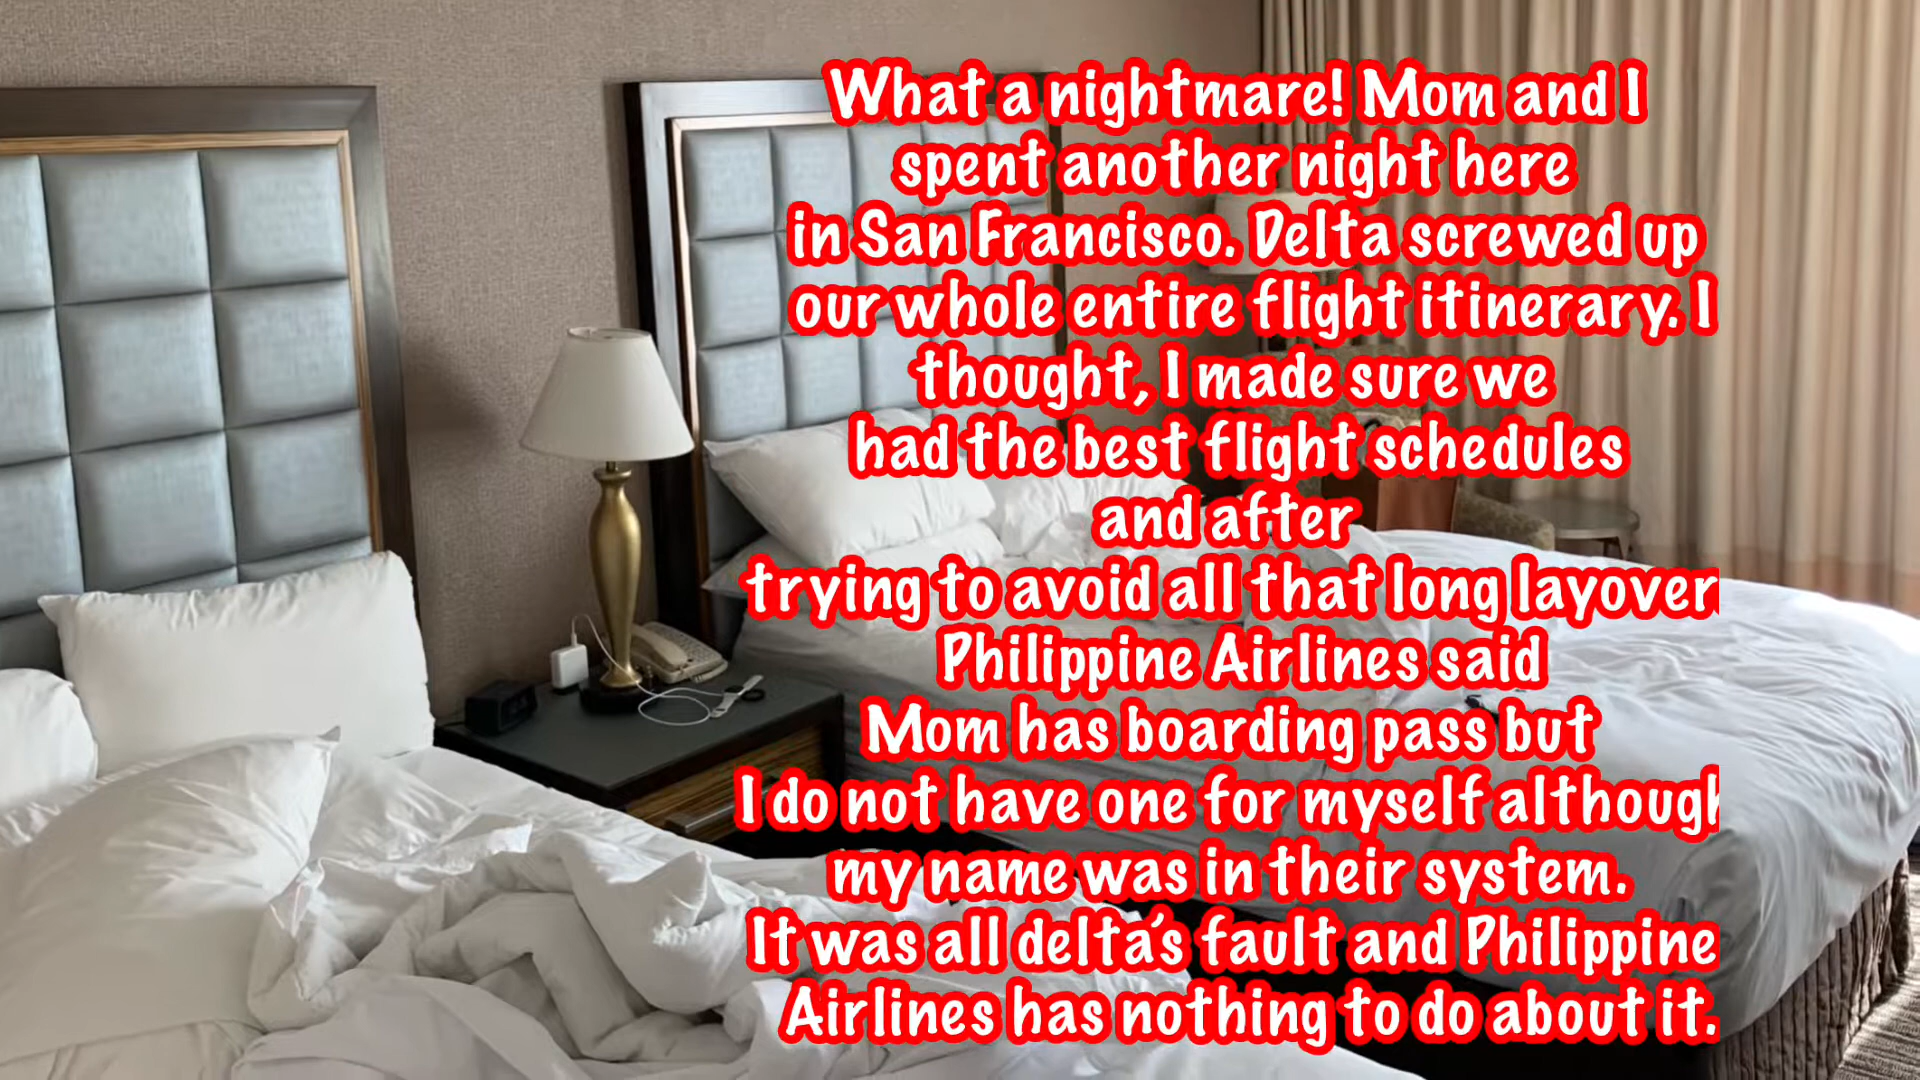 What a nightmare! Mom and I
spent another night here
in San Francisco. Delta screwed up
our whole entire flight itinerary. I
thought, I made sure we
had the best flight schedules
and after
trying to avoid all that long layover
Philippine Airlines said
Mom has boarding pass but
I do not have one for myself although
my name was in their system.
It was all delta’s fault and Philippine
Airlines has nothing to do about it.